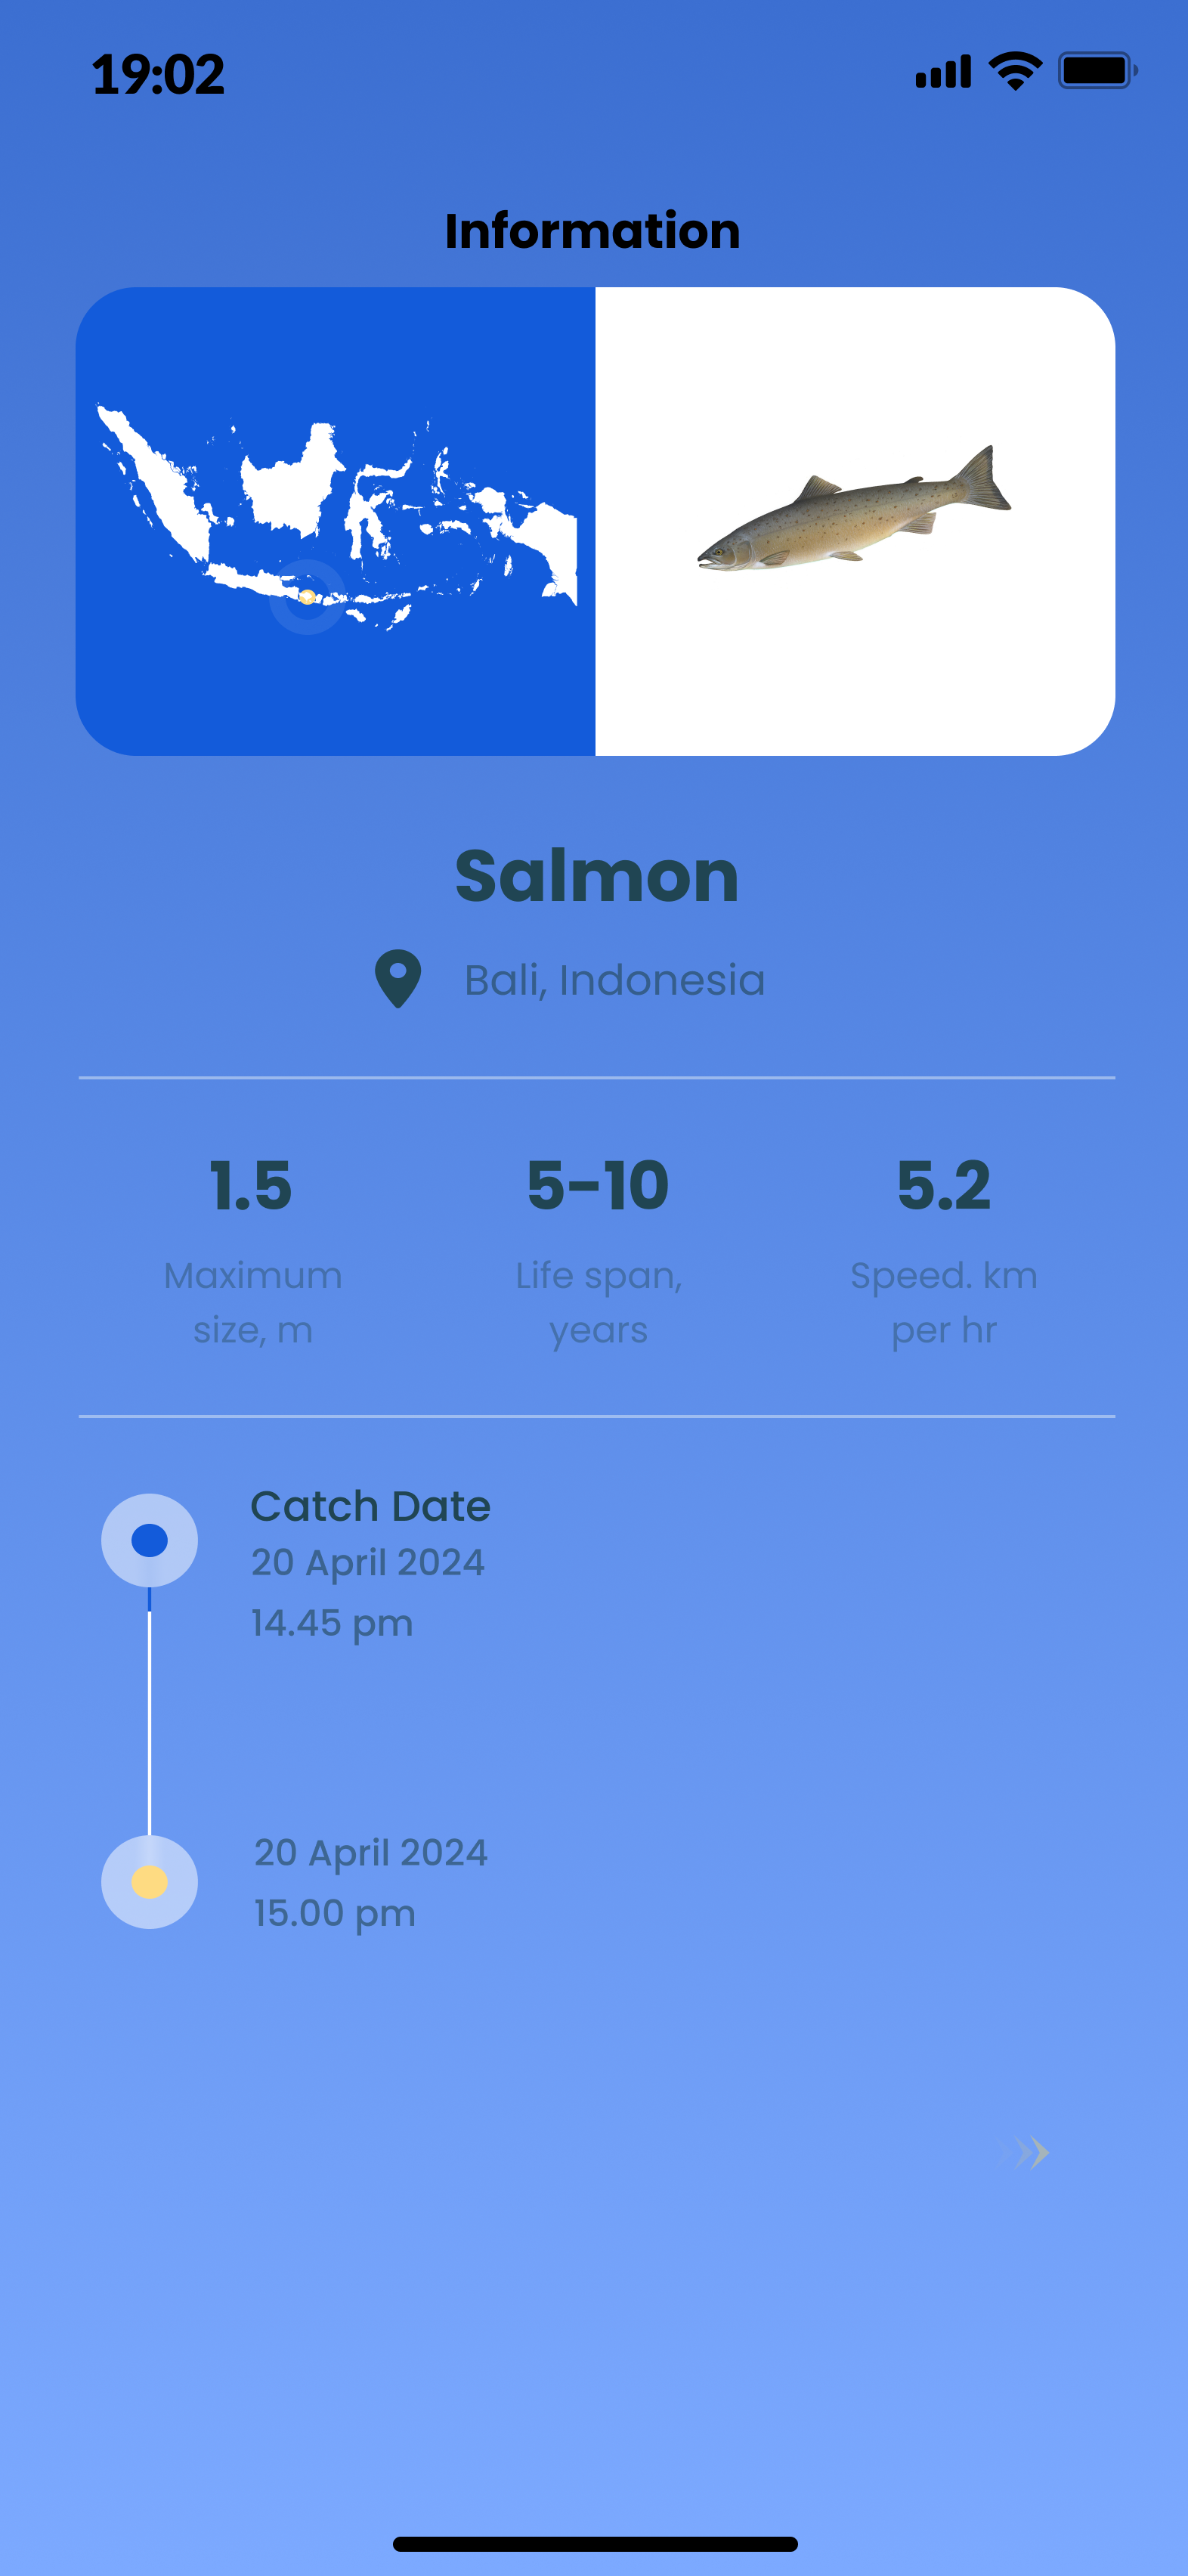 19:02
Information
Salmon
Bali, Indonesia
1.5
5-10
5.2
Maximum
size, m
Life span,
years
Speed. km
per hr
Catch Date
20 April 2024
14.45 pm
20 April 2024
15.00 pm